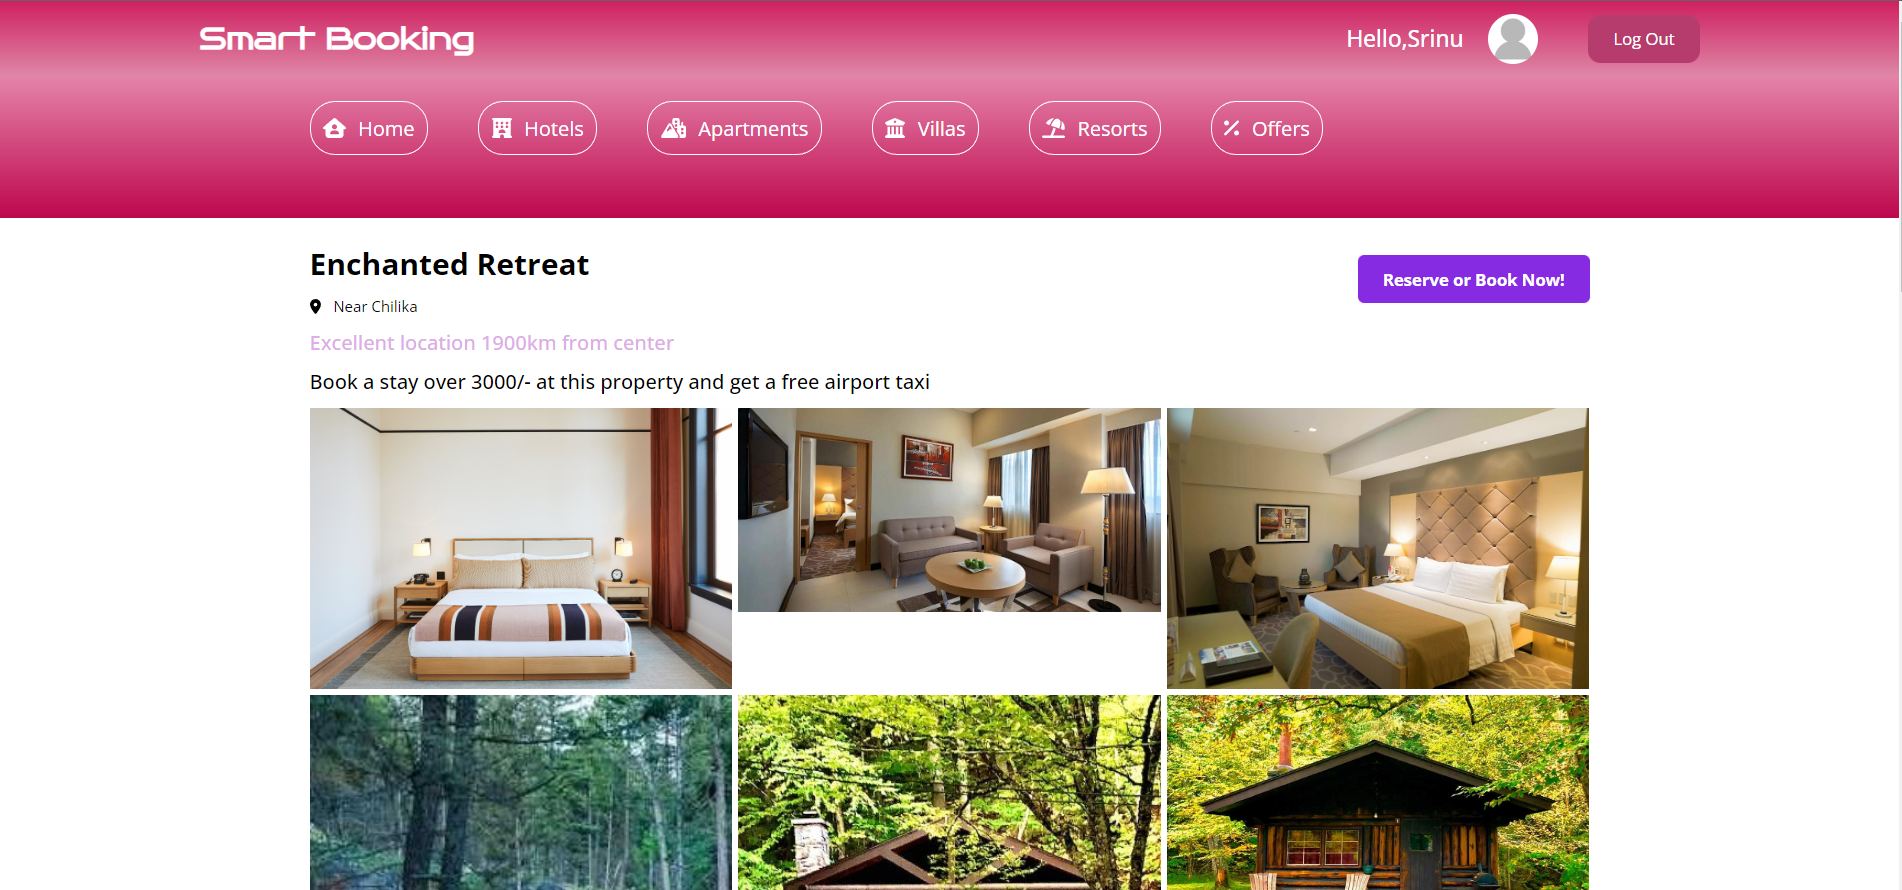 Smart Booking
Hello,Srinu
Log Out
Home
Hotels
Apartments
Villas
Resorts
Offers
Enchanted Retreat
Reserve or Book Now!
Near Chilika
Excellent location 1900km from center
Book a stay over 3000/- at this property and get a free airport taxi